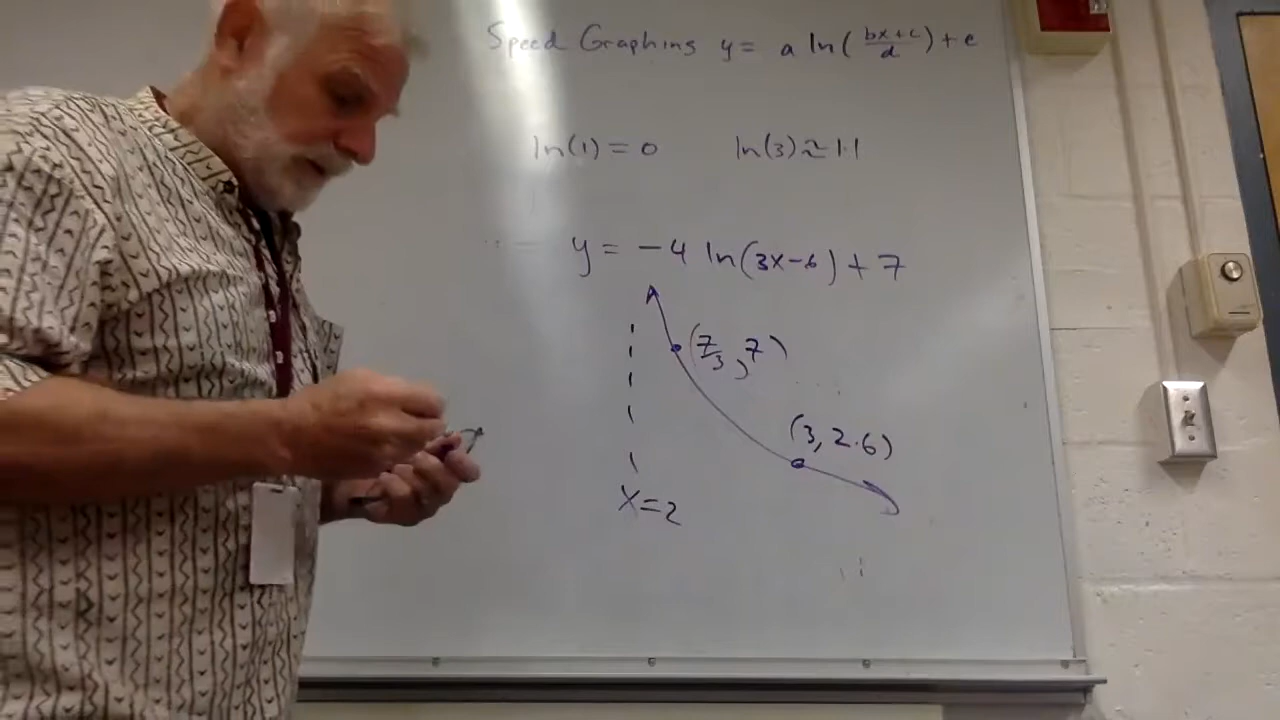 Speed Graphing y = a ln(bx+c/d)+e
ln(1) = 0 ln(3) ≈ 1.1
y = -4 ln(3x-6) + 7
(7/3, 7)
(3, 2.6)
x=2